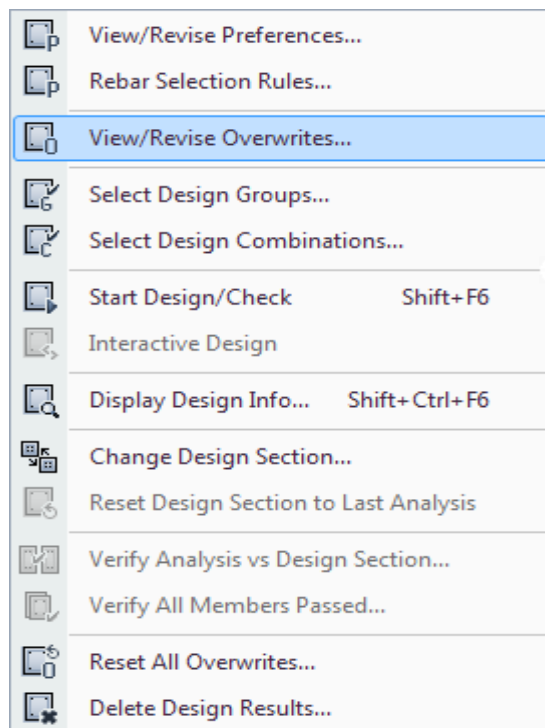 View/Revise Preferences...
Rebar Selection Rules...
View/Revise Overwrites...
Select Design Groups...
Select Design Combinations...
Start Design/Check Shift+F6
Interactive Design
Display Design Info... Shift+Ctrl+F6
Change Design Section...
Reset Design Section to Last Analysis
Verify Analysis vs Design Section...
Verify All Members Passed...
Reset All Overwrites...
Delete Design Results...